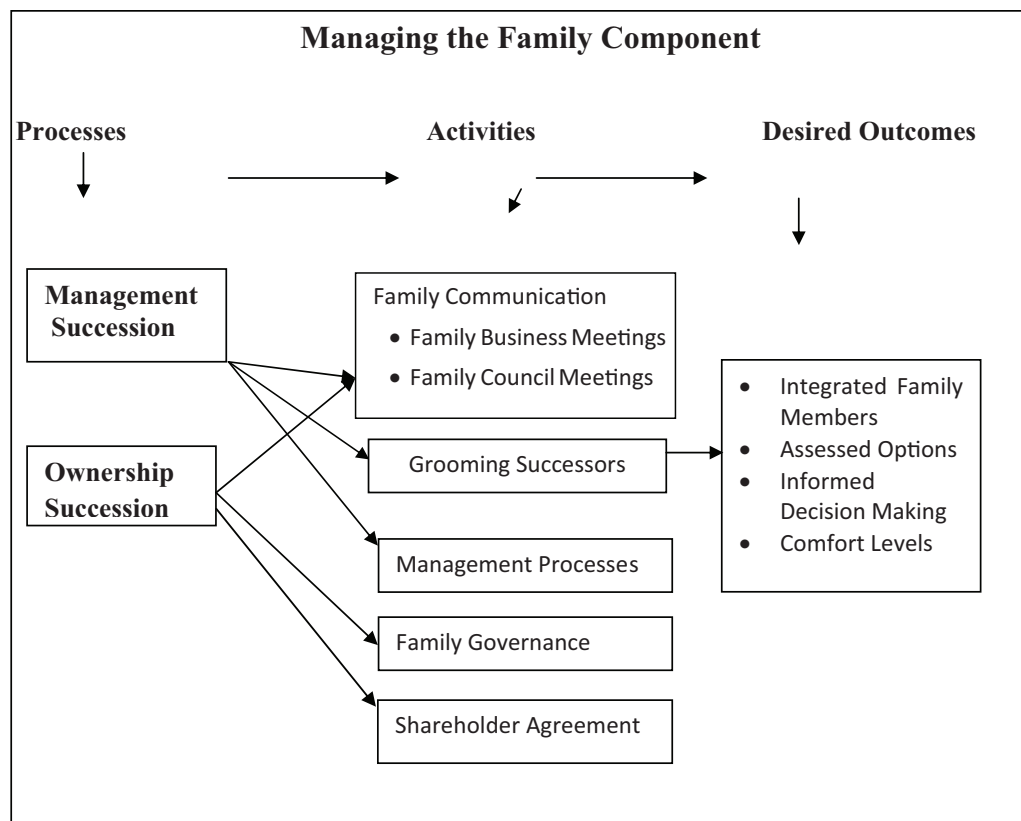 Managing the Family Component
Processes
Activities
Desired Outcomes
Management
Succession
Ownership
Succession
Family Communication
• Family Business Meetings
• Family Council Meetings
Grooming Successors
Management Processes
Family Governance
Shareholder Agreement
• Integrated Family
Members
• Assessed Options
• Informed
Decision Making
• Comfort Levels